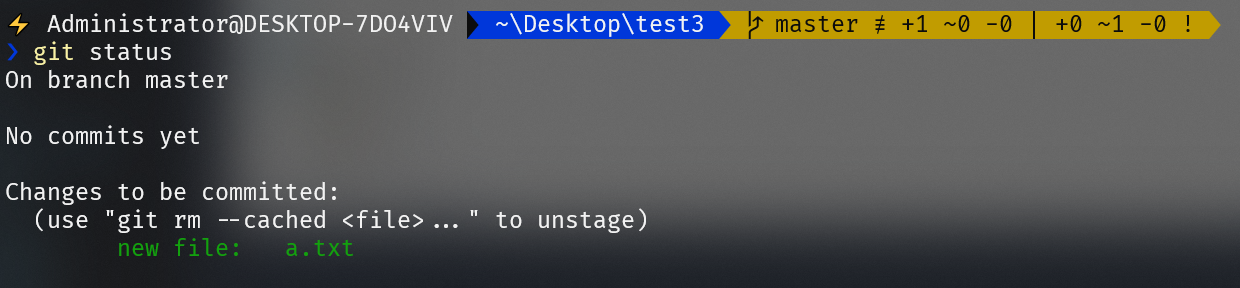 ⚡ Administrator@DESKTOP-7DO4VIV ~\Desktop\test3 master ≢ +1 ~0 -0 | +0 ~1 -0 !
❯ git status
On branch master
No commits yet
Changes to be committed:
(use "git rm --cached <file>..." to unstage)
new file: a.txt